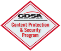 CDSA
Content Protection
& Security
Program